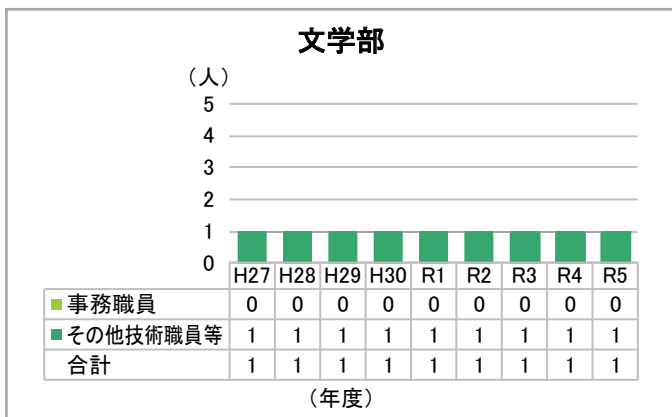 文学部
（人）
5
4
3
2
1
0
H27 H28 H29 H30 R1 R2 R3 R4 R5
事務職員 0 0 0 0 0 0 0 0 0
その他技術職員等 1 1 1 1 1 1 1 1 1
合計 1 1 1 1 1 1 1 1 1
（年度）